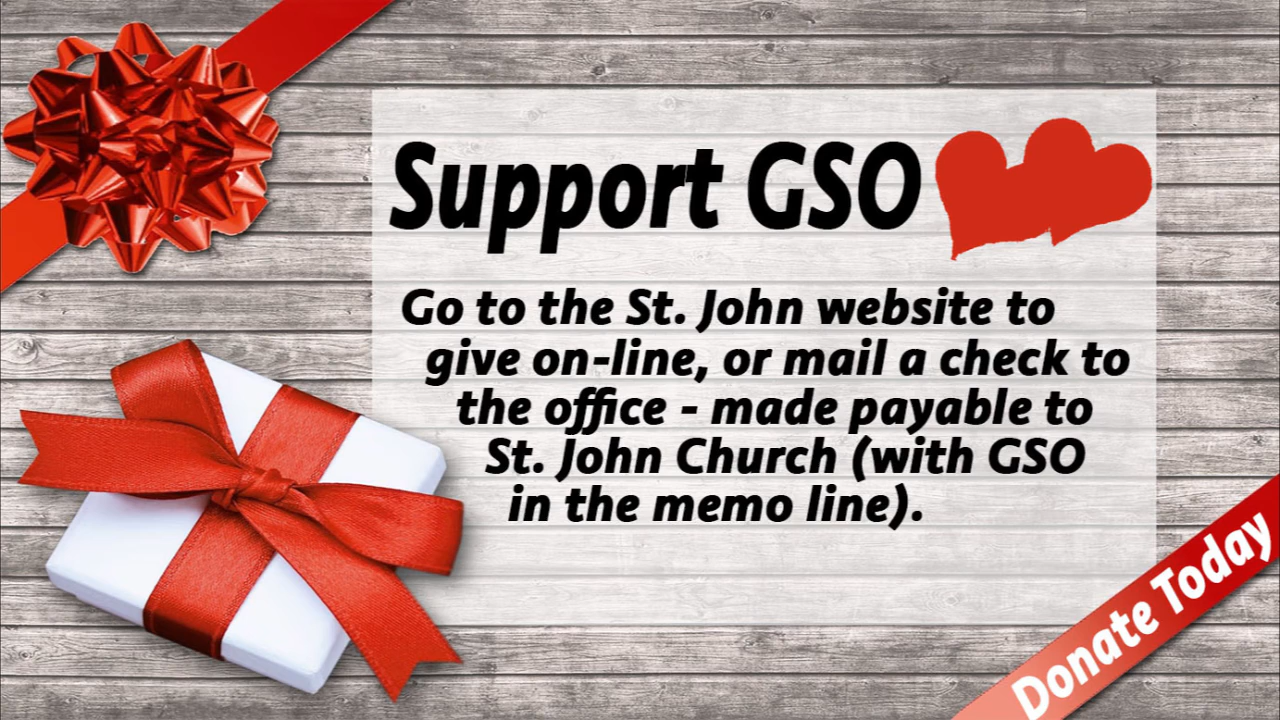 Support GSO
Go to the St. John website to
give on-line, or mail a check to
the office - made payable to
St. John Church (with GSO
in the memo line).
Donate Today